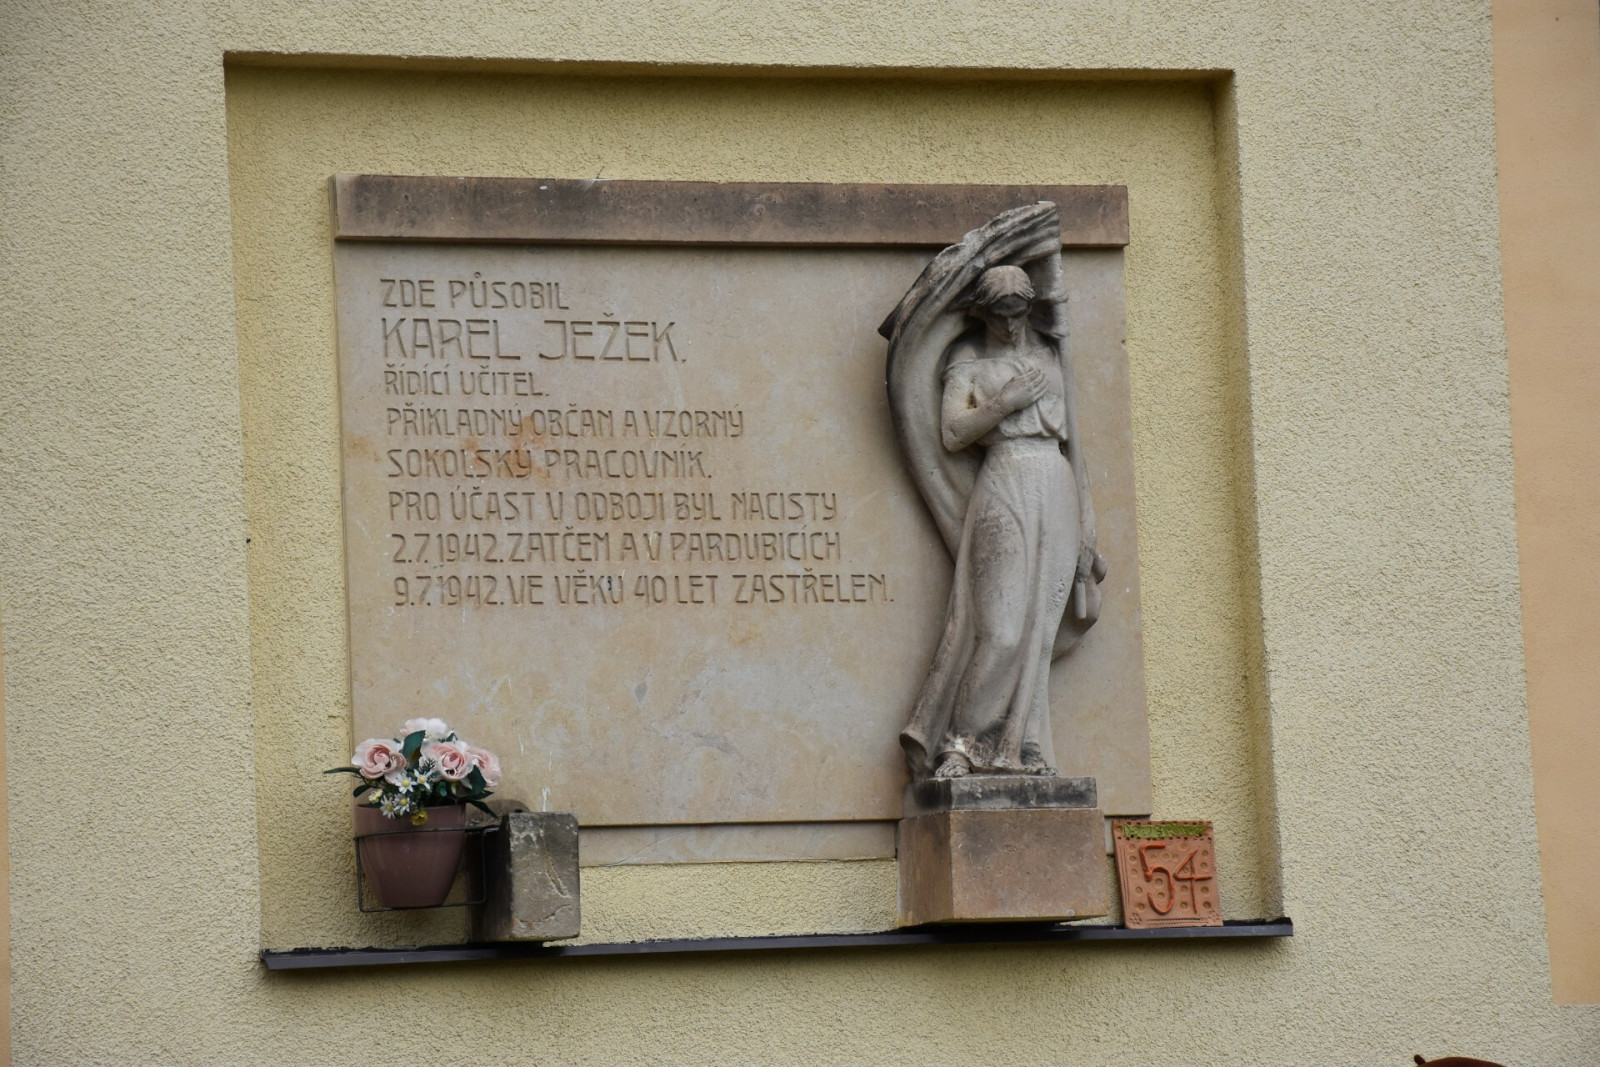 ZDE PŮSOBIL
KAREL JEŽEK.
ŘÍDÍCÍ UČITEL.
PŘÍKLADNÝ OBČAN A VZORNÝ
SOKOLSKÝ PRACOVNÍK.
PRO ÚČAST V ODBOJI BYL NACISTY
2.7.1942. ZATČEN A V PARDUBICÍCH
9.7.1942. VE VĚKU 40 LET ZASTŘELEN.
54